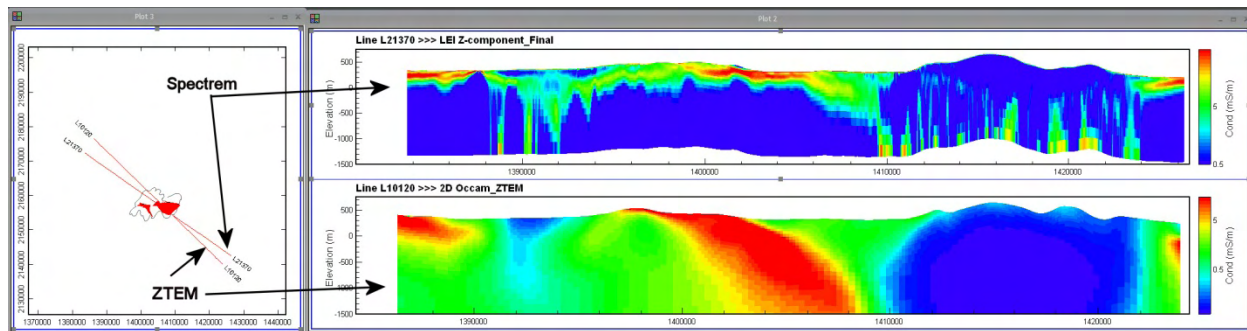 Plot 3
Plot 2
Spectrem
ZTEM
2200000
2190000
2180000
2170000
2160000
2150000
2140000
2130000
L10120
L21370
L21370
L10120
1370000 1380000 1390000 1400000 1410000 1420000 1430000 1440000
Line L21370 >>> LEI Z-component_Final
Elevation (m)
500
0
-500
-1000
-1500
1390000 1400000 1410000 1420000
5
0.5
Cond (mS/m)
Line L10120 >>> 2D Occam_ZTEM
Elevation (m)
500
0
-500
-1000
-1500
1390000 1400000 1410000 1420000
5
0.5
Cond (mS/m)